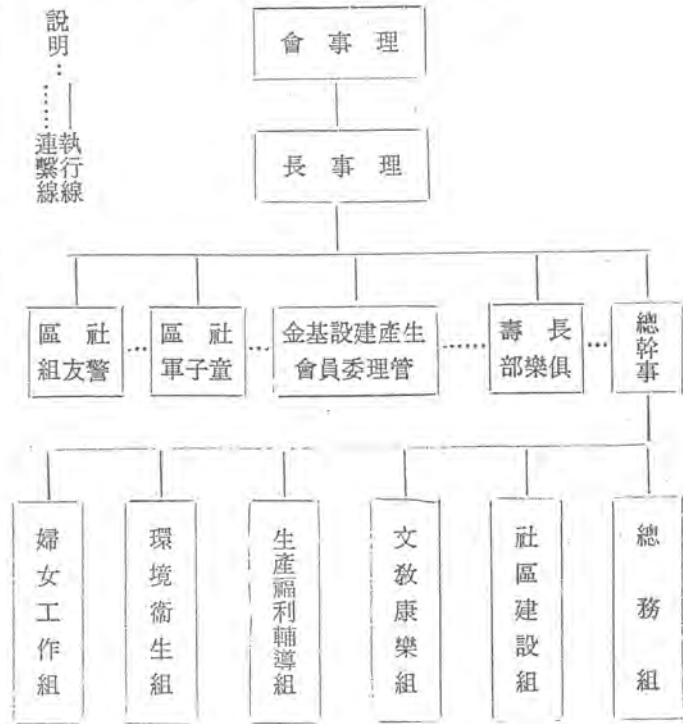 理事會
理事長
總幹事
長壽
俱樂部
生產建設基金
管理委員會
社區
童子軍
社區
警友組
總務組
社區建設組
文敎康樂組
生產福利輔導組
環境衞生組
婦女工作組
說明：
——執行線
……連繫線